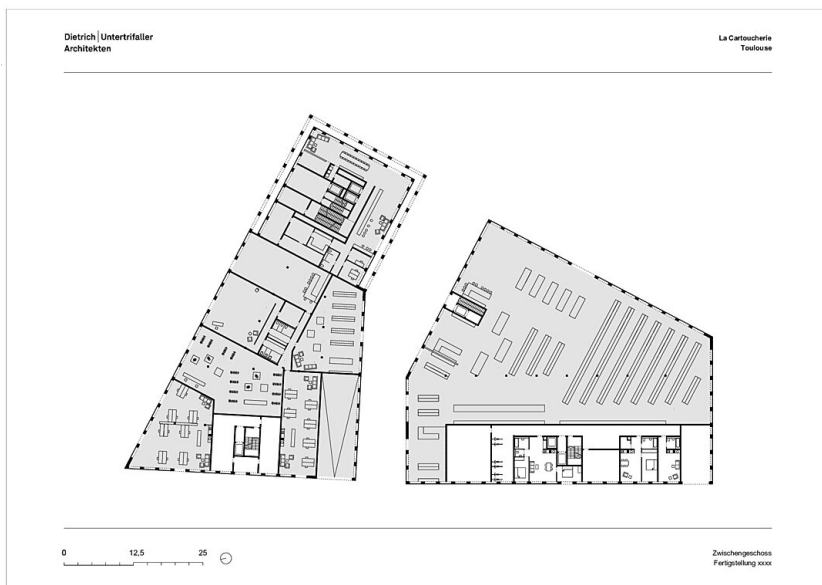 Dietrich | Untertrifaller
Architekten
La Cartoucherie
Toulouse
0 12,5 25
Zwischengeschoss
Fertigstellung xxxx